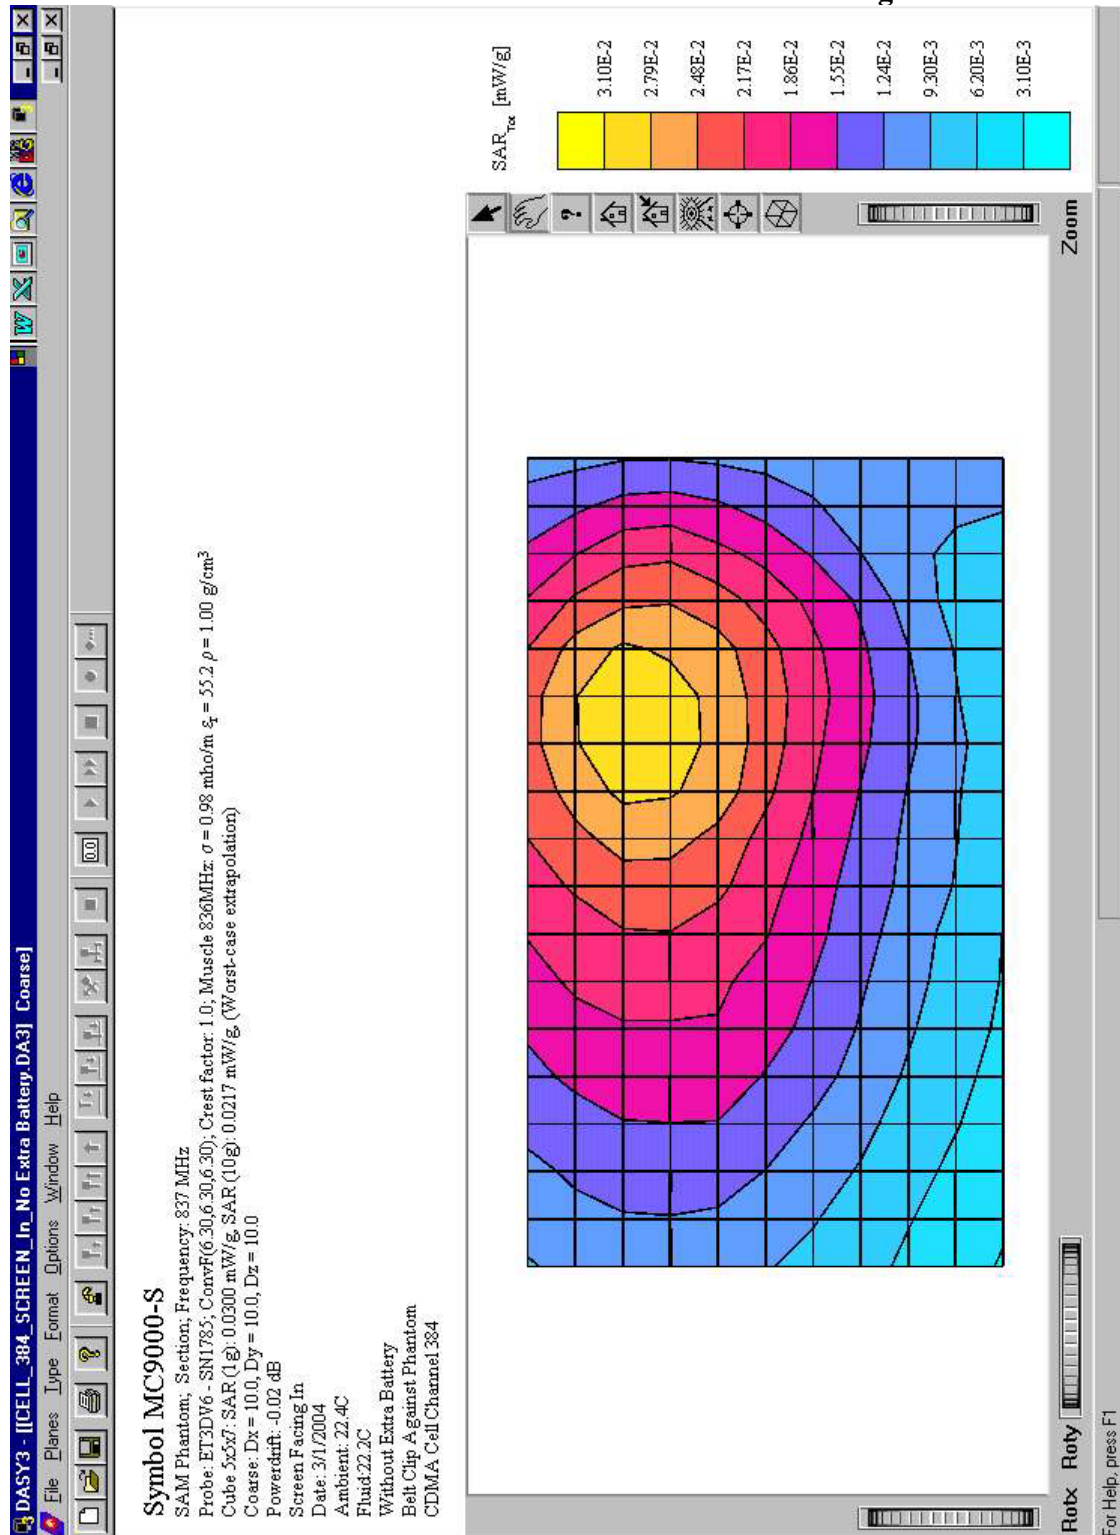 DASY3 - [[CELL_384_SCREEN_In_No Extra Battery.DA3] Coarse]
File Planes Type Format Options Window Help
0.0
Symbol MC9000-S
SAM Phantom; Section; Frequency: 837 MHz
Probe: ET3DV6 - SN1785; ConvF(6.30,6.30,6.30); Crest factor: 1.0; Muscle 836MHz: σ = 0.98 mho/m εr = 55.2 ρ = 1.00 g/cm³
Cube 5x5x7: SAR (1g): 0.0300 mW/g, SAR (10g): 0.0217 mW/g, (Worst-case extrapolation)
Coarse: Dx = 10.0, Dy = 10.0, Dz = 10.0
Powerdrift: -0.02 dB
Screen Facing In
Date: 3/1/2004
Ambient: 22.4C
Fluid:22.2C
Without Extra Battery
Belt Clip Against Phantom
CDMA Cell Channel 384
SARTot [mW/g]
3.10E-2
2.79E-2
2.48E-2
2.17E-2
1.86E-2
1.55E-2
1.24E-2
9.30E-3
6.20E-3
3.10E-3
Rotx Roty Zoom
For Help, press F1